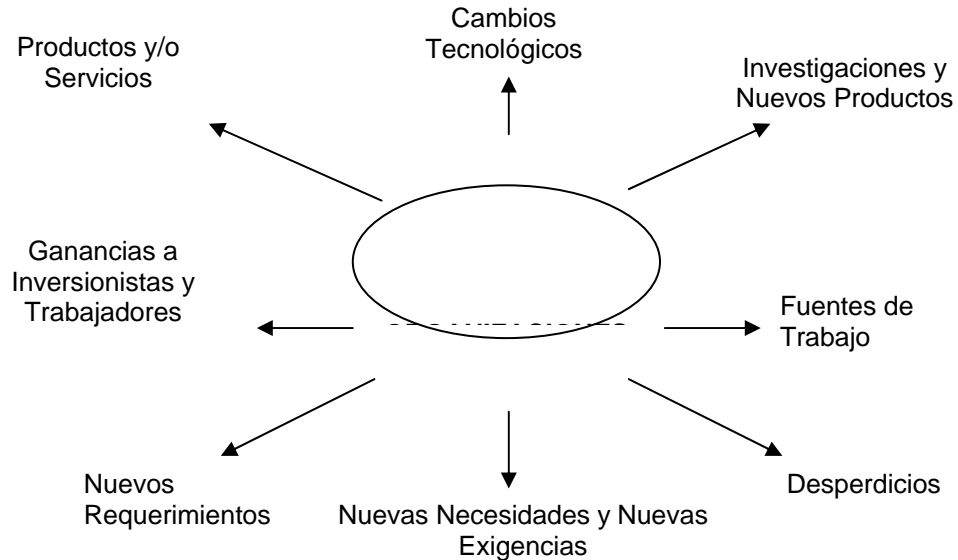 Cambios
Tecnológicos
Productos y/o
Servicios
Investigaciones y
Nuevos Productos
Ganancias a
Inversionistas y
Trabajadores
Fuentes de
Trabajo
Nuevos
Requerimientos
Nuevas Necesidades y Nuevas
Exigencias
Desperdicios